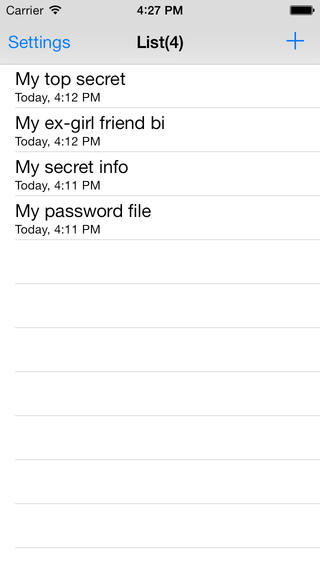 Carrier 4:27 PM
Settings List(4) +
My top secret
Today, 4:12 PM
My ex-girl friend bi
Today, 4:12 PM
My secret info
Today, 4:11 PM
My password file
Today, 4:11 PM